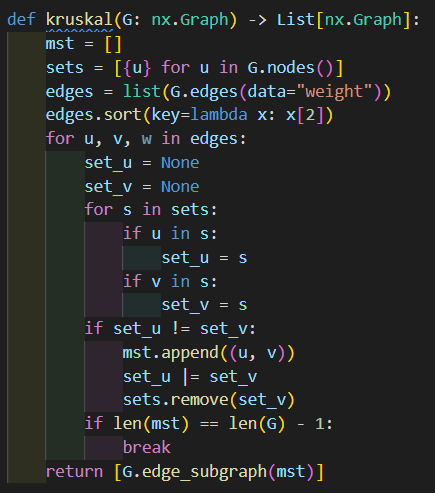 def kruskal(G: nx.Graph) -> List[nx.Graph]:
    mst = []
    sets = [{u} for u in G.nodes()]
    edges = list(G.edges(data="weight"))
    edges.sort(key=lambda x: x[2])
    for u, v, w in edges:
        set_u = None
        set_v = None
        for s in sets:
            if u in s:
                set_u = s
            if v in s:
                set_v = s
        if set_u != set_v:
            mst.append((u, v))
            set_u |= set_v
            sets.remove(set_v)
        if len(mst) == len(G) - 1:
            break
    return [G.edge_subgraph(mst)]